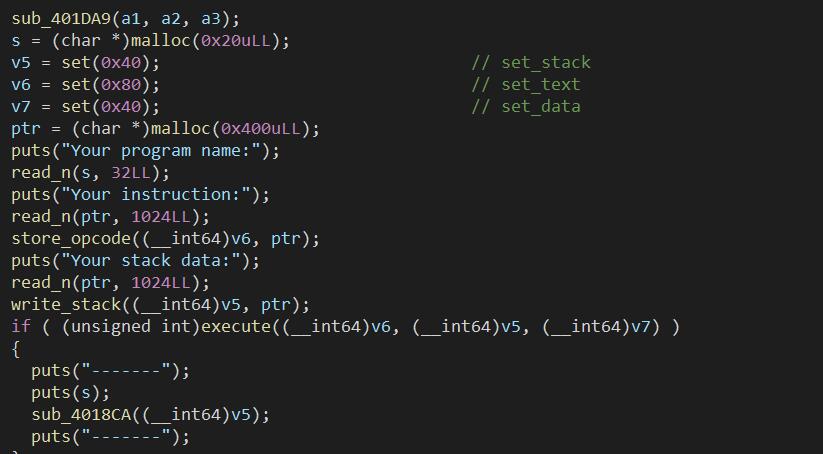 sub_401DA9(a1, a2, a3);
s = (char *)malloc(0x20uLL);
v5 = set(0x40); // set_stack
v6 = set(0x80); // set_text
v7 = set(0x40); // set_data
ptr = (char *)malloc(0x400uLL);
puts("Your program name:");
read_n(s, 32LL);
puts("Your instruction:");
read_n(ptr, 1024LL);
store_opcode((__int64)v6, ptr);
puts("Your stack data:");
read_n(ptr, 1024LL);
write_stack((__int64)v5, ptr);
if ( (unsigned int)execute((__int64)v6, (__int64)v5, (__int64)v7) )
{
puts("-------");
puts(s);
sub_4018CA((__int64)v5);
puts("-------");